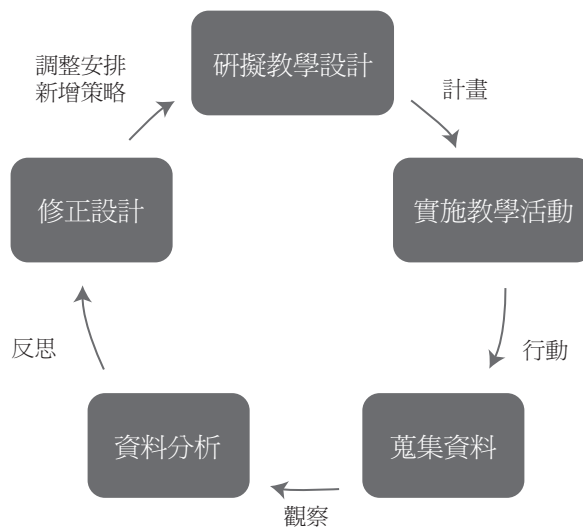 研擬教學設計
計畫
實施教學活動
行動
蒐集資料
觀察
資料分析
反思
修正設計
調整安排
新增策略